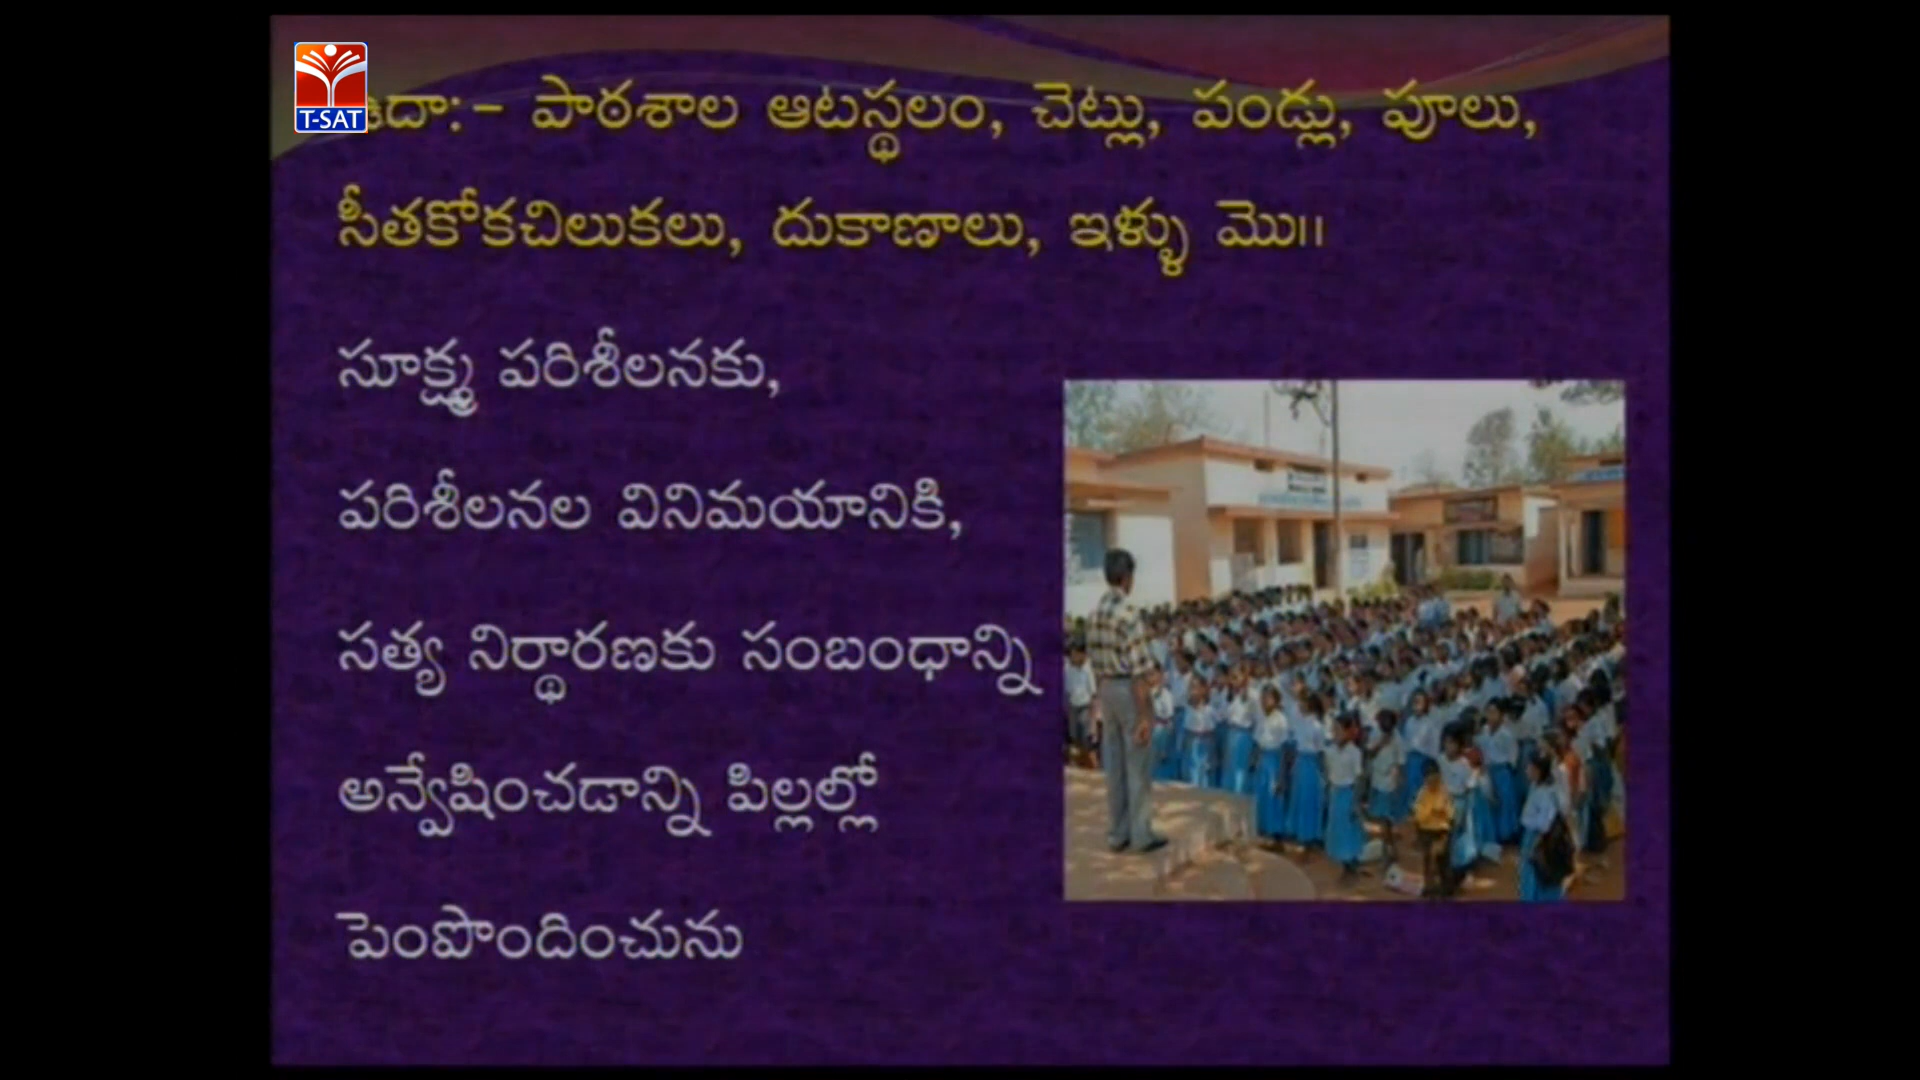 T-SAT
ఉదా:- పాఠశాల ఆటస్థలం, చెట్లు, పండ్లు, పూలు,
సీతకోకచిలుకలు, దుకాణాలు, ఇళ్ళు మొ।।
సూక్ష్మ పరిశీలనకు,
పరిశీలనల వినిమయానికి,
సత్య నిర్థారణకు సంబంధాన్ని
అన్వేషించడాన్ని పిల్లల్లో
పెంపొందించును